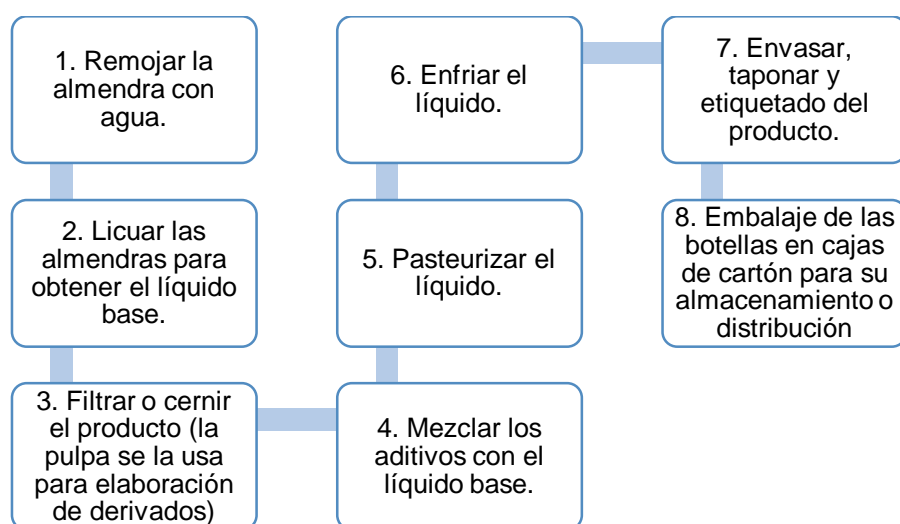 1. Remojar la
almendra con
agua.
2. Licuar las
almendras para
obtener el líquido
base.
3. Filtrar o cernir
el producto (la
pulpa se la usa
para elaboración
de derivados)
4. Mezclar los
aditivos con el
líquido base.
5. Pasteurizar el
líquido.
6. Enfriar el
líquido.
7. Envasar,
taponar y
etiquetado del
producto.
8. Embalaje de las
botellas en cajas
de cartón para su
almacenamiento o
distribución